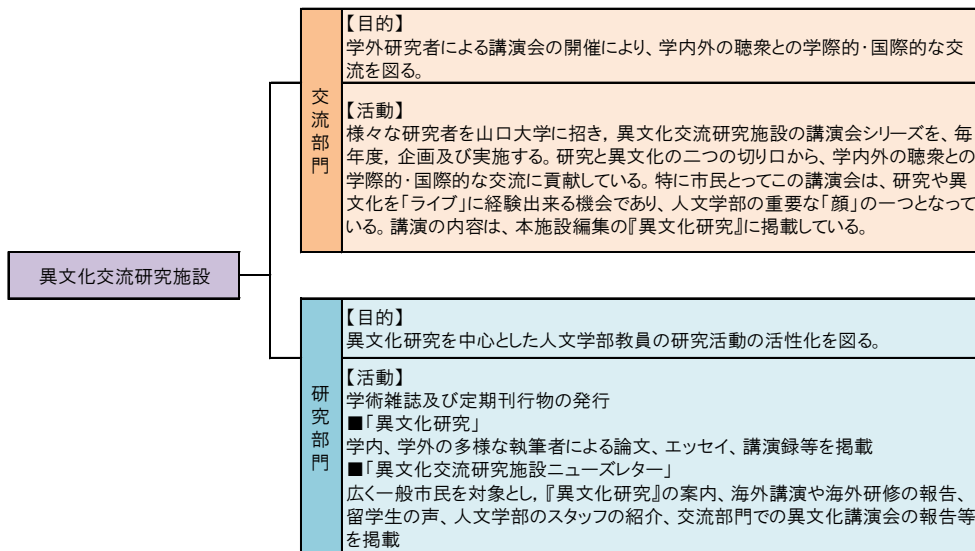 異文化交流研究施設
交流部門
【目的】
学外研究者による講演会の開催により、学内外の聴衆との学際的・国際的な交
流を図る。
【活動】
様々な研究者を山口大学に招き，異文化交流研究施設の講演会シリーズを、毎
年度，企画及び実施する。研究と異文化の二つの切り口から、学内外の聴衆との
学際的・国際的な交流に貢献している。特に市民とってこの講演会は、研究や異
文化を「ライブ」に経験出来る機会であり、人文学部の重要な「顔」の一つとなって
いる。講演の内容は、本施設編集の『異文化研究』に掲載している。
研究部門
【目的】
異文化研究を中心とした人文学部教員の研究活動の活性化を図る。
【活動】
学術雑誌及び定期刊行物の発行
■「異文化研究」
学内、学外の多様な執筆者による論文、エッセイ、講演録等を掲載
■「異文化交流研究施設ニューズレター」
広く一般市民を対象とし，『異文化研究』の案内、海外講演や海外研修の報告、
留学生の声、人文学部のスタッフの紹介、交流部門での異文化講演会の報告等
を掲載